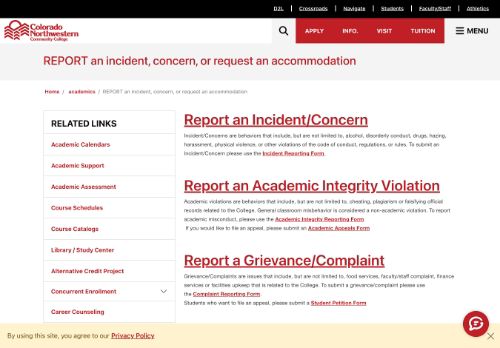 D2L | Crossroads | Navigate | Students | Faculty/Staff | Athletics
Colorado
Northwestern
Community College
APPLY INFO. VISIT TUITION MENU
REPORT an incident, concern, or request an accommodation
Home / academics / REPORT an incident, concern, or request an accommodation
RELATED LINKS
Academic Calendars
Academic Support
Academic Assessment
Course Schedules
Course Catalogs
Library / Study Center
Alternative Credit Project
Concurrent Enrollment
Career Counseling
Report an Incident/Concern
Incident/Concerns are behaviors that include, but are not limited to, alcohol, disorderly conduct, drugs, hazing,
harassment, physical violence, or other violations of the code of conduct, regulations, or rules. To submit an
Incident/Concern please use the Incident Reporting Form.
Report an Academic Integrity Violation
Academic violations are behaviors that include, but are not limited to, cheating, plagiarism or falsifying official
records related to the College. General classroom misbehavior is considered a non-academic violation. To report
academic misconduct, please use the Academic Integrity Reporting Form
If you would like to file an appeal, please submit an Academic Appeals Form
Report a Grievance/Complaint
Grievance/Complaints are issues that include, but are not limited to, food services, faculty/staff complaint, finance
services or facilities upkeep that is related to the College. To submit a grievance/complaint please use
the Complaint Reporting Form
Students who want to file an appeal, please submit a Student Petition Form
By using this site, you agree to our Privacy Policy